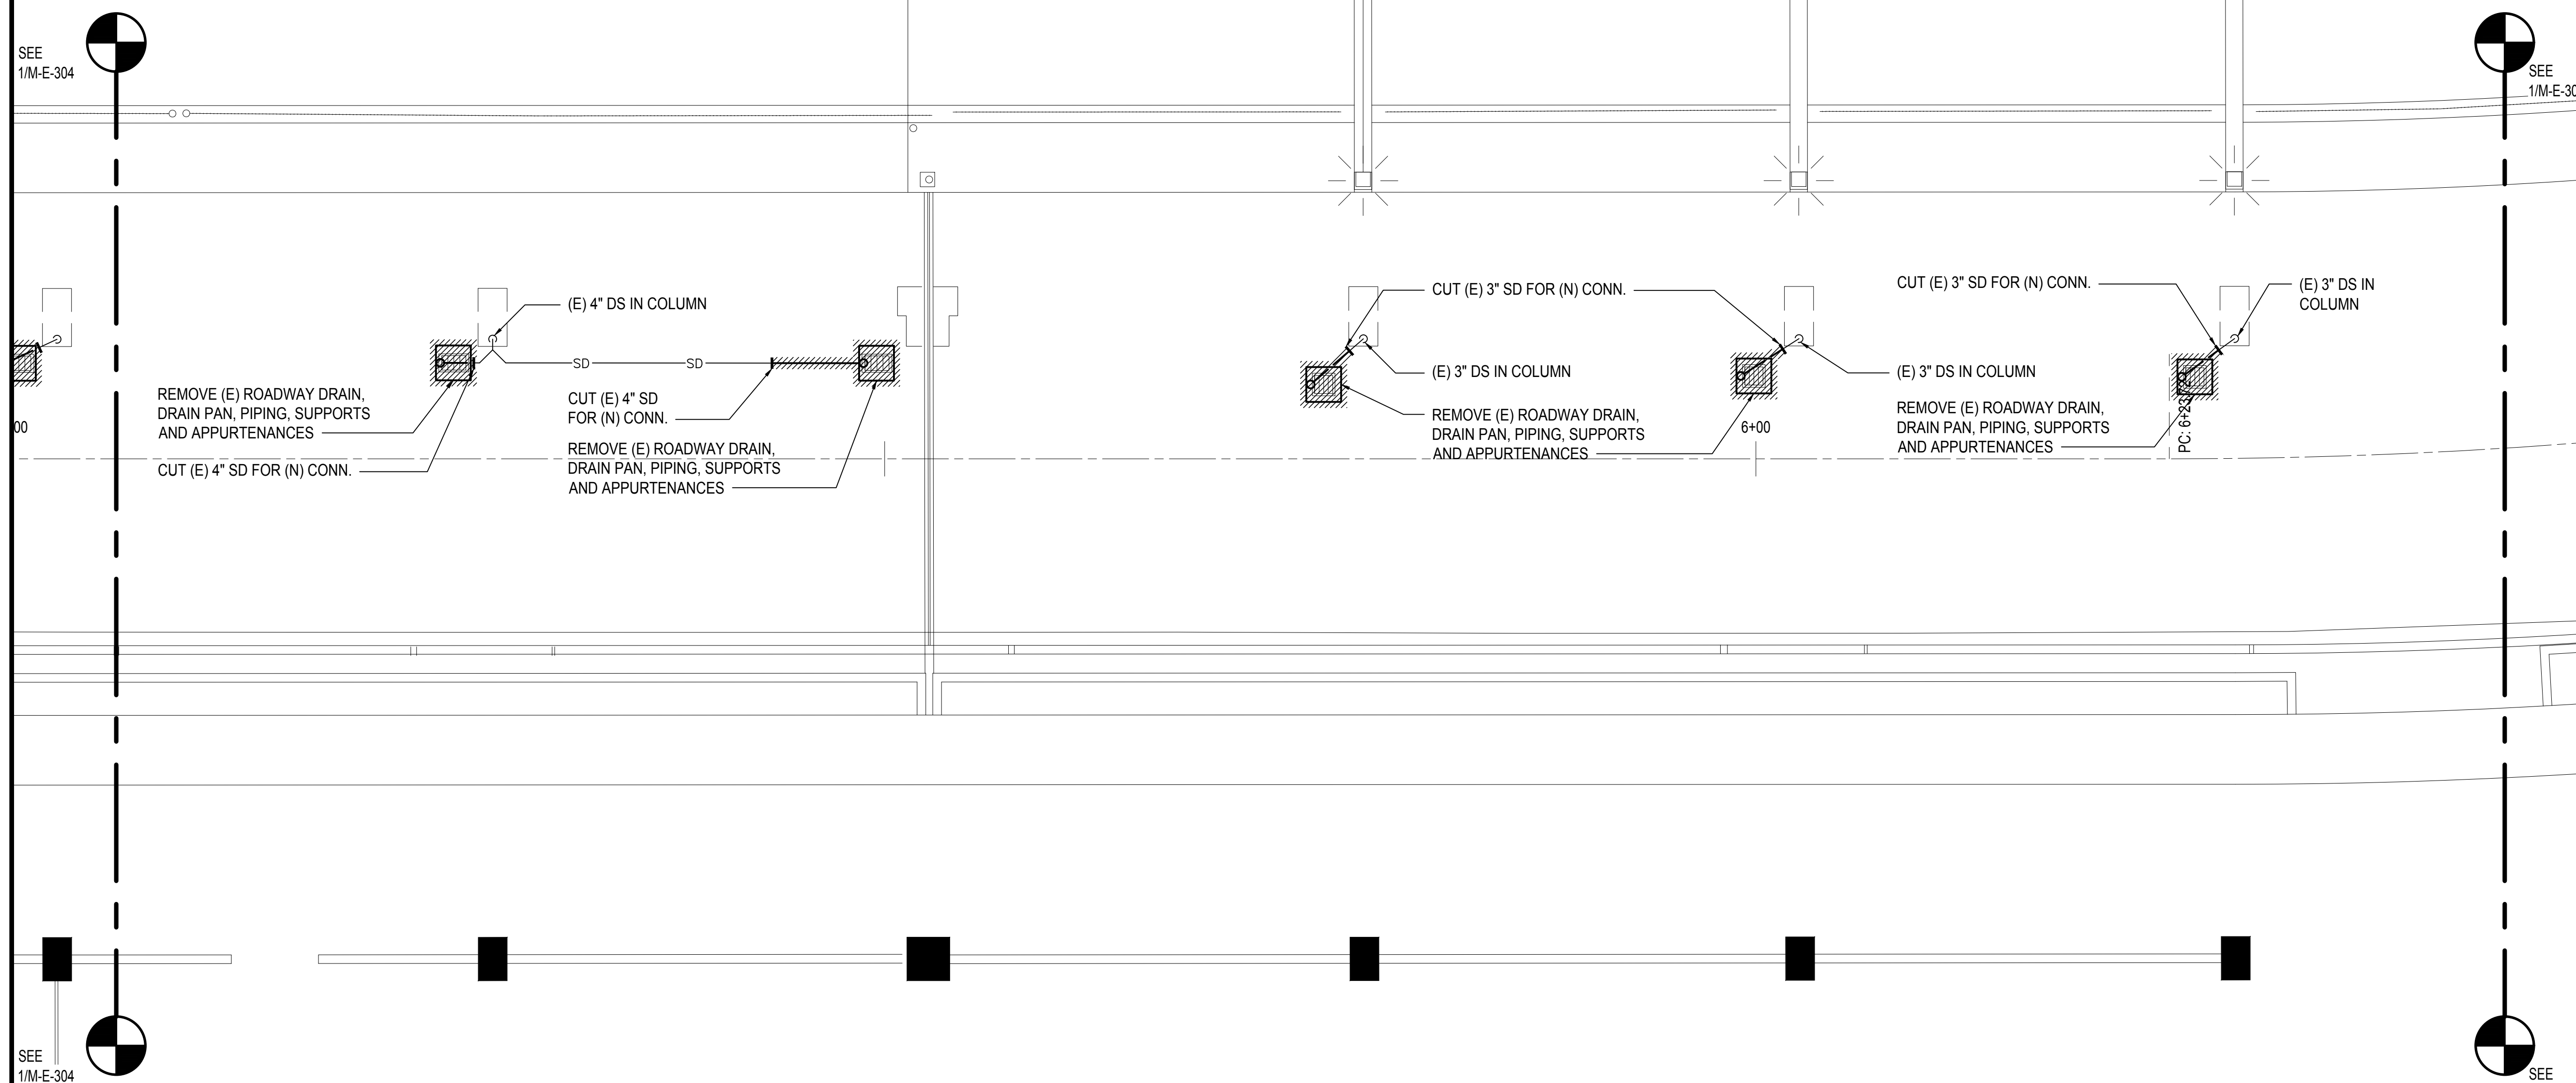 SEE
1/M-E-304
SEE
(E) 4" DS IN COLUMN
CUT (E) 3" SD FOR (N) CONN.
CUT (E) 3" SD FOR (N) CONN.
(E) 3" DS IN
COLUMN
SD
SD
(E) 3" DS IN COLUMN
(E) 3" DS IN COLUMN
REMOVE (E) ROADWAY DRAIN,
DRAIN PAN, PIPING, SUPPORTS
AND APPURTENANCES
CUT (E) 4" SD
FOR (N) CONN.
REMOVE (E) ROADWAY DRAIN,
DRAIN PAN, PIPING, SUPPORTS
AND APPURTENANCES
REMOVE (E) ROADWAY DRAIN,
DRAIN PAN, PIPING, SUPPORTS
AND APPURTENANCES
00
6+00
CUT (E) 4" SD FOR (N) CONN.
REMOVE (E) ROADWAY DRAIN,
DRAIN PAN, PIPING, SUPPORTS
AND APPURTENANCES
SEE
1/M-E-304
SEE